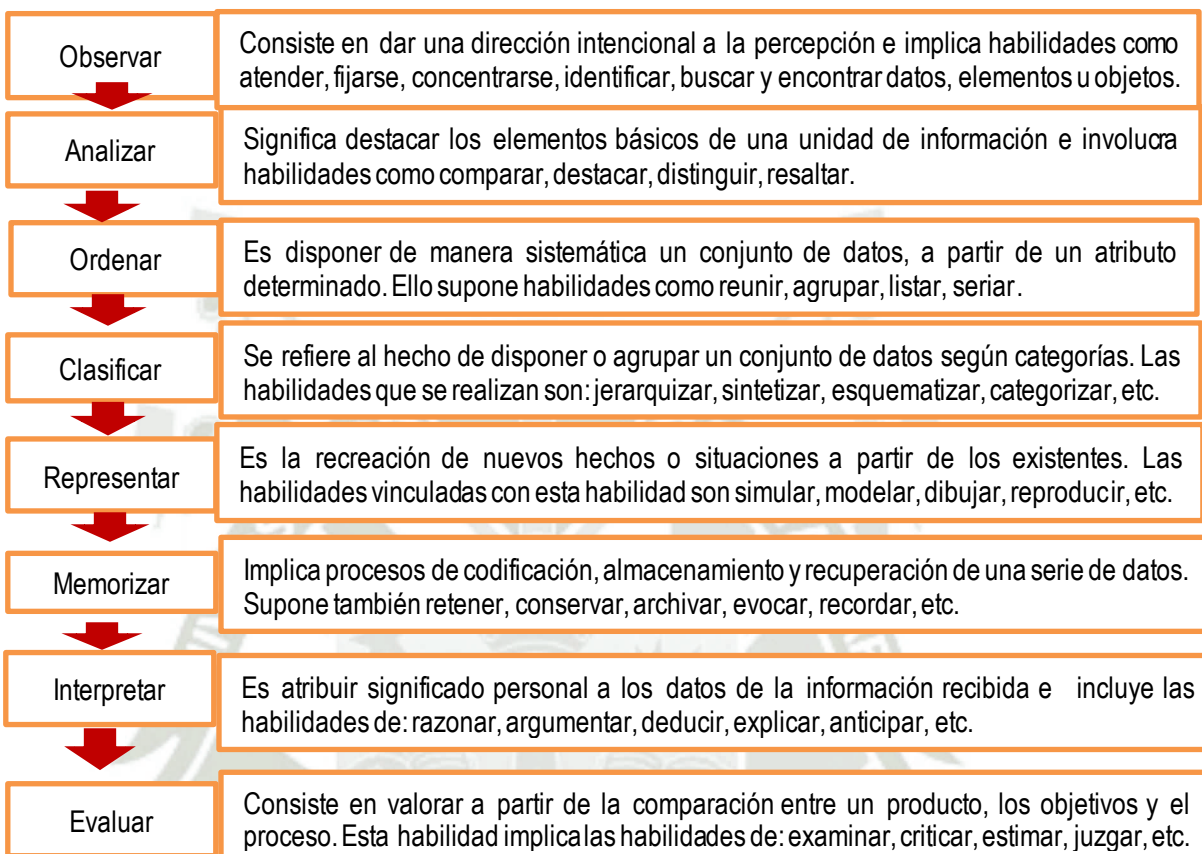 Observar
Consiste en dar una dirección intencional a la percepción e implica habilidades como
atender, fijarse, concentrarse, identificar, buscar y encontrar datos, elementos u objetos.
Analizar
Significa destacar los elementos básicos de una unidad de información e involucra
habilidades como comparar, destacar, distinguir, resaltar.
Ordenar
Es disponer de manera sistemática un conjunto de datos, a partir de un atributo
determinado. Ello supone habilidades como reunir, agrupar, listar, seriar.
Clasificar
Se refiere al hecho de disponer o agrupar un conjunto de datos según categorías. Las
habilidades que se realizan son: jerarquizar, sintetizar, esquematizar, categorizar, etc.
Representar
Es la recreación de nuevos hechos o situaciones a partir de los existentes. Las
habilidades vinculadas con esta habilidad son simular, modelar, dibujar, reproducir, etc.
Memorizar
Implica procesos de codificación, almacenamiento y recuperación de una serie de datos.
Supone también retener, conservar, archivar, evocar, recordar, etc.
Interpretar
Es atribuir significado personal a los datos de la información recibida e incluye las
habilidades de: razonar, argumentar, deducir, explicar, anticipar, etc.
Evaluar
Consiste en valorar a partir de la comparación entre un producto, los objetivos y el
proceso. Esta habilidad implica las habilidades de: examinar, criticar, estimar, juzgar, etc.